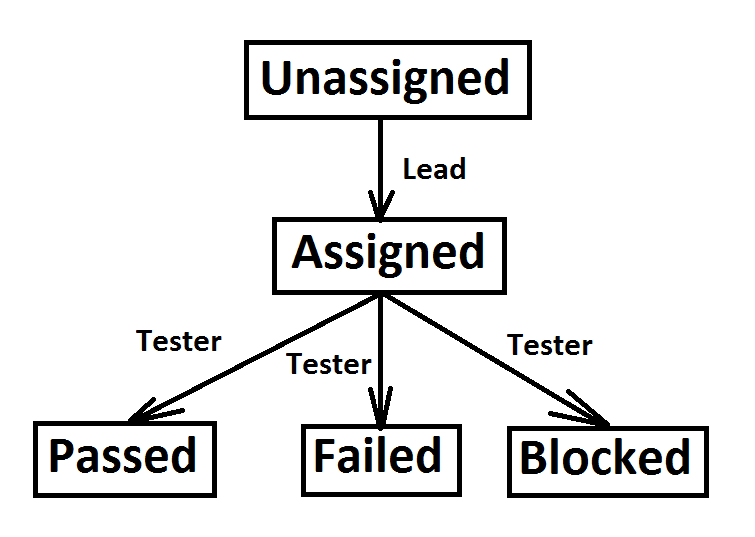 Unassigned
Lead
Assigned
Tester
Tester
Tester
Passed
Failed
Blocked